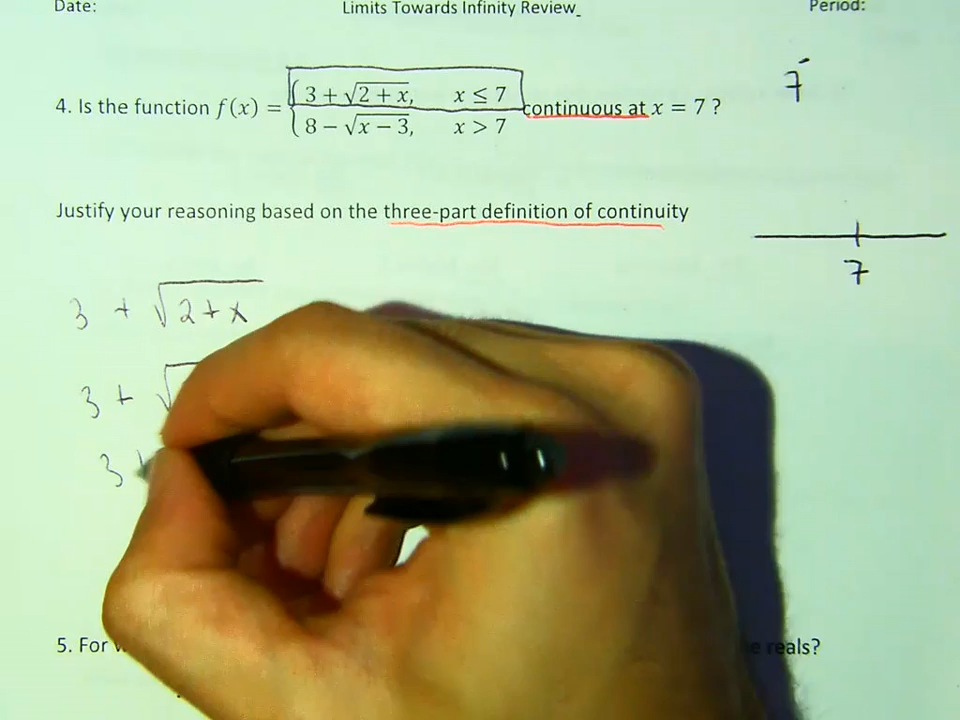 Date: Limits Towards Infinity Review Period:
7⁻
4. Is the function f(x) = { 3 + √(2 + x), x ≤ 7
8 − √(x − 3), x > 7 continuous at x = 7 ?
Justify your reasoning based on the three-part definition of continuity
7
3 + √(2 + x)
3 + √
3 +
5. For reals?